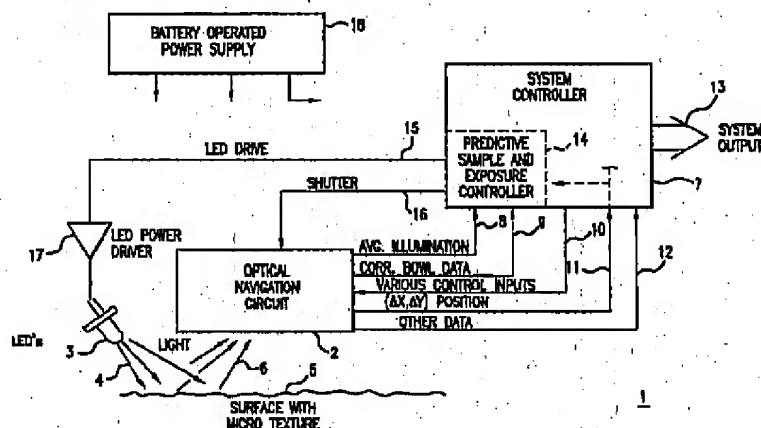 BATTERY OPERATED
POWER SUPPLY
18
SYSTEM
CONTROLLER
13
SYSTEM
OUTPUT
15
LED DRIVE
PREDICTIVE
SAMPLE AND
EXPOSURE
CONTROLLER
14
7
SHUTTER
16
17
LED POWER
DRIVER
8
9
10
11
12
OPTICAL
NAVIGATION
CIRCUIT
AVG. ILLUMINATION
CORR. BOWL DATA
VARIOUS CONTROL INPUTS
(ΔX,ΔY) POSITION
OTHER DATA
2
LED's
3
4
LIGHT
6
5
SURFACE WITH
MICRO TEXTURE
1